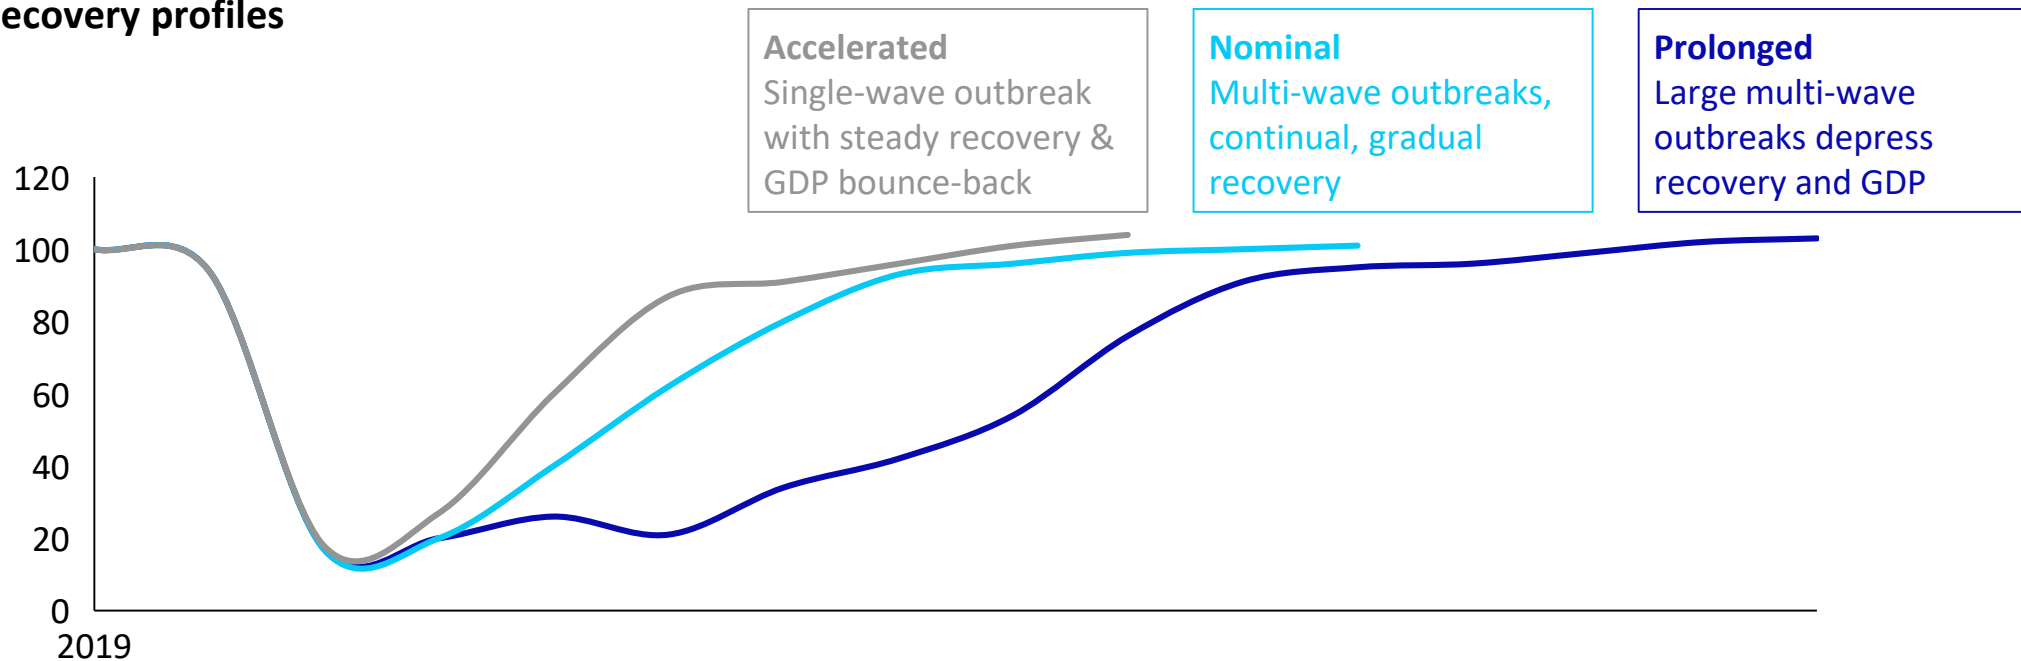 ecovery profiles
Accelerated
Single-wave outbreak
with steady recovery &
GDP bounce-back
Nominal
Multi-wave outbreaks,
continual, gradual
recovery
Prolonged
Large multi-wave
outbreaks depress
recovery and GDP
120
100
80
60
40
20
0
2019